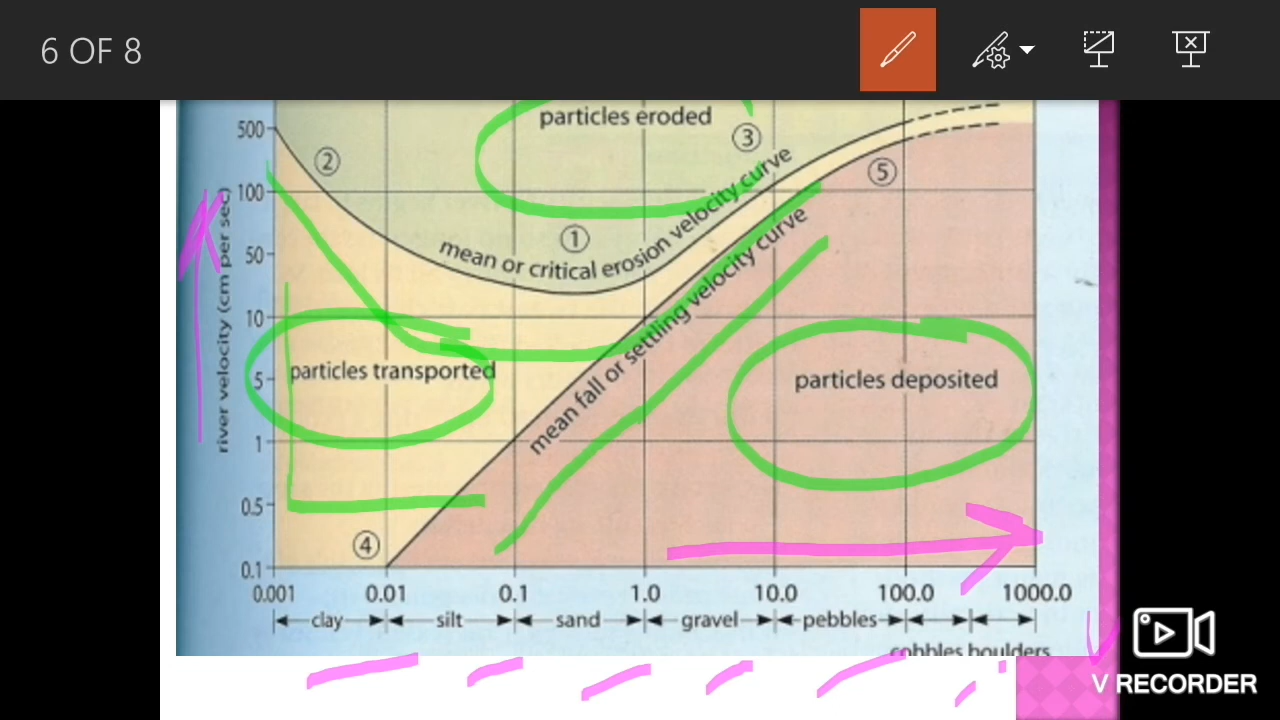 6 OF 8
particles eroded
500
2
3
100
river velocity (cm per sec)
1
mean or critical erosion velocity curve
5
50
mean fall or settling velocity curve
10
particles transported
5
particles deposited
1
0.5
4
0.1
0.001 0.01 0.1 1.0 10.0 100.0 1000.0
clay silt sand gravel pebbles
cobbles boulders
V RECORDER